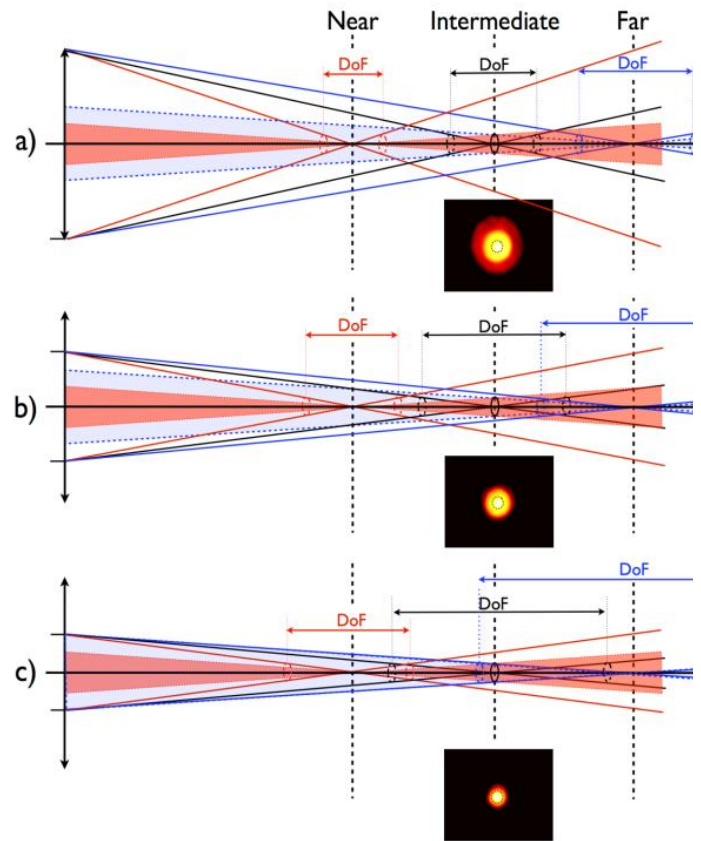 Near Intermediate Far
DoF DoF DoF
a)
DoF
DoF DoF
b)
DoF
DoF DoF
c)